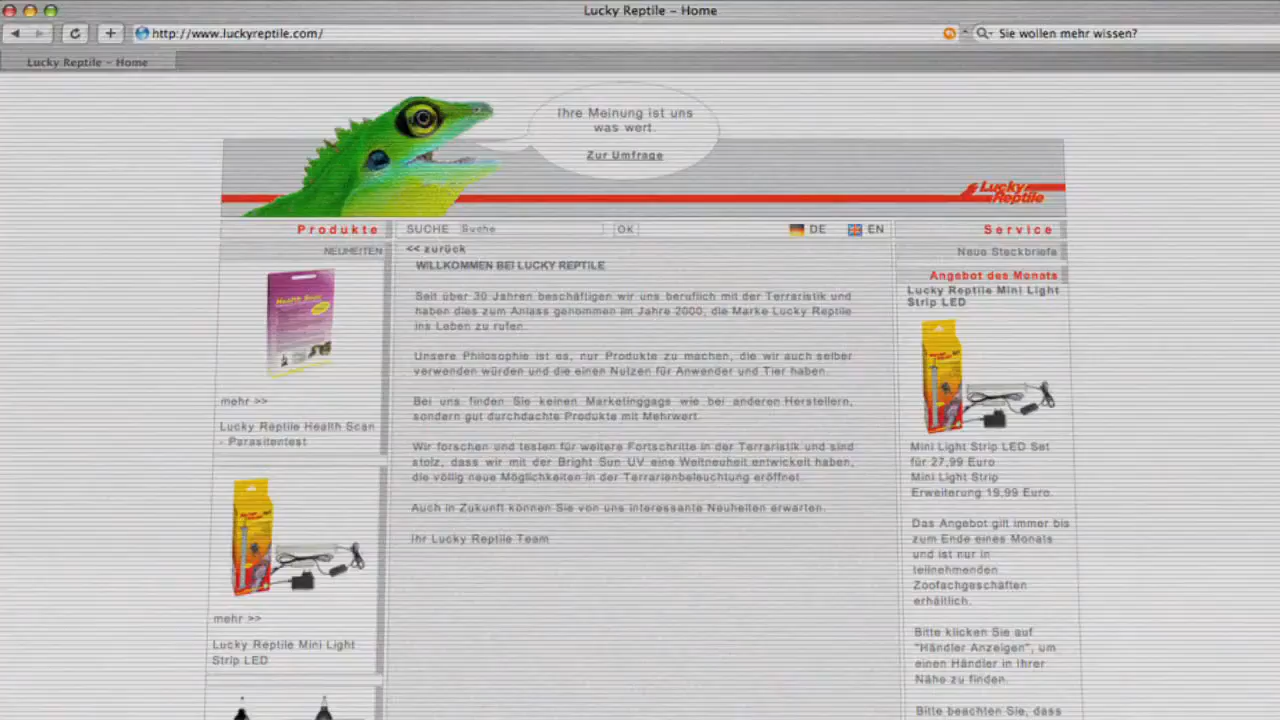 Lucky Reptile – Home
http://www.luckyreptile.com/
Sie wollen mehr wissen?
Lucky Reptile – Home
Ihre Meinung ist uns
was wert.
Zur Umfrage
Lucky
Reptile
Produkte
SUCHE
Suche
OK
DE
EN
Service
NEUHEITEN
Health Scan
mehr >>
Lucky Reptile Health Scan
- Parasitentest
mehr >>
Lucky Reptile Mini Light
Strip LED
<< zurück
WILLKOMMEN BEI LUCKY REPTILE
Seit über 30 Jahren beschäftigen wir uns beruflich mit der Terraristik und
haben dies zum Anlass genommen im Jahre 2000, die Marke Lucky Reptile
ins Leben zu rufen.
Unsere Philosophie ist es, nur Produkte zu machen, die wir auch selber
verwenden würden und die einen Nutzen für Anwender und Tier haben.
Bei uns finden Sie keinen Marketinggags wie bei anderen Herstellern,
sondern gut durchdachte Produkte mit Mehrwert.
Wir forschen und testen für weitere Fortschritte in der Terraristik und sind
stolz, dass wir mit der Bright Sun UV eine Weltneuheit entwickelt haben,
die völlig neue Möglichkeiten in der Terrarienbeleuchtung eröffnet.
Auch in Zukunft können Sie von uns interessante Neuheiten erwarten.
Ihr Lucky Reptile Team
Neue Steckbriefe
Angebot des Monats
Lucky Reptile Mini Light
Strip LED
Mini Light Strip LED Set
für 27,99 Euro
Mini Light Strip
Erweiterung 19,99 Euro.
Das Angebot gilt immer bis
zum Ende eines Monats
und ist nur in
teilnehmenden
Zoofachgeschäften
erhältlich.
Bitte klicken Sie auf
"Händler Anzeigen", um
einen Händler in Ihrer
Nähe zu finden.
Bitte beachten Sie, dass